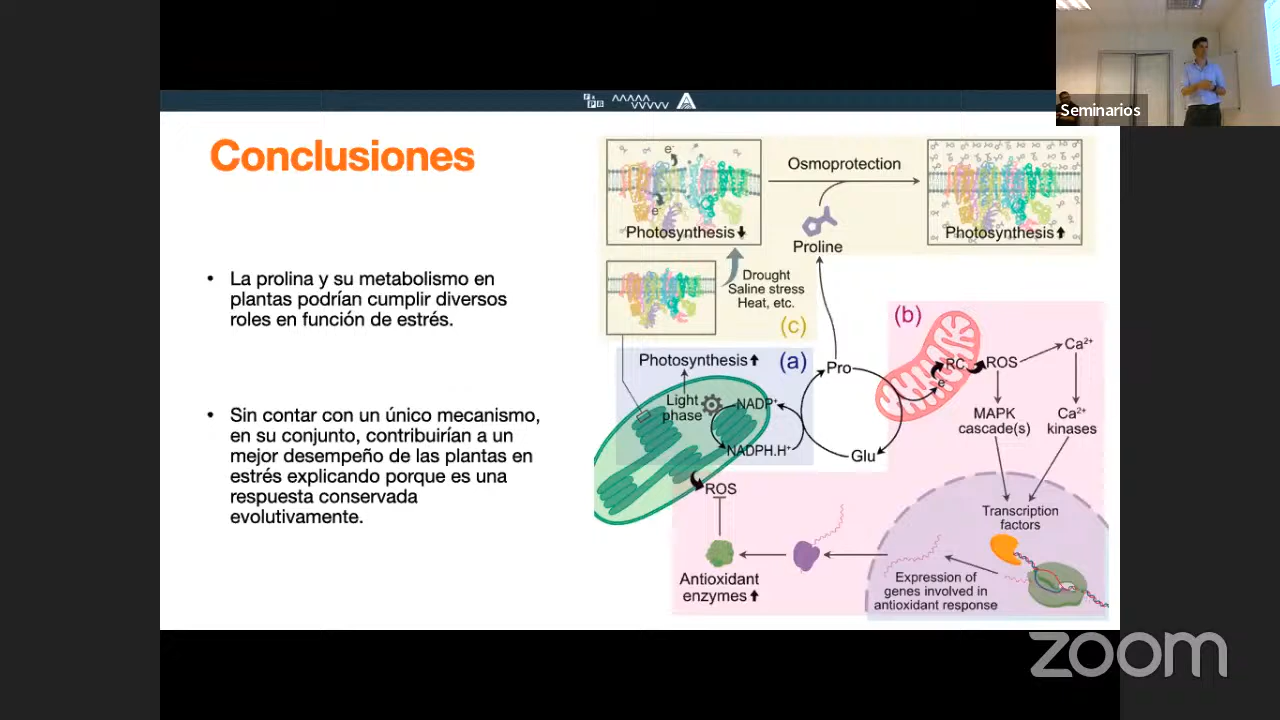 Seminarios
Conclusiones
• La prolina y su metabolismo en
plantas podrían cumplir diversos
roles en función de estrés.
• Sin contar con un único mecanismo,
en su conjunto, contribuirían a un
mejor desempeño de las plantas en
estrés explicando porque es una
respuesta conservada
evolutivamente.
e-
e-
Photosynthesis
Osmoprotection
Proline
Photosynthesis
Drought
Saline stress
Heat, etc.
(c)
Photosynthesis
(a)
Light
phase
NADP+
NADPH.H+
Pro
Glu
(b)
e-
RC
ROS
Ca2+
MAPK
cascade(s)
Ca2+
kinases
Transcription
factors
Expression of
genes involved in
antioxidant response
ROS
Antioxidant
enzymes
zoom